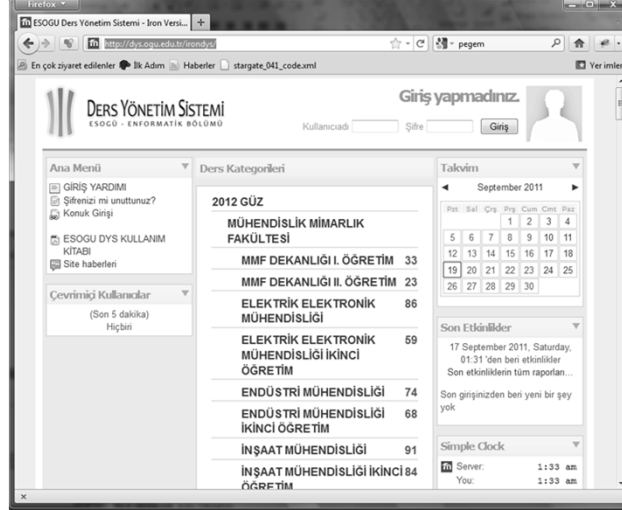 Firefox
ESOGU Ders Yönetim Sistemi - Iron Versi...
http://dys.ogu.edu.tr/irondys/
pegem
En çok ziyaret edilenler İlk Adım Haberler stargate_041_code.xml
Yer imleri
DERS YÖNETİM SİSTEMİ
ESOGÜ - ENFORMATİK BÖLÜMÜ
Giriş yapmadınız.
Kullanıcıadı Şifre Giriş
Ana Menü
GİRİŞ YARDIMI
Şifrenizi mi unuttunuz?
Konuk Girişi
ESOGU DYS KULLANIM
KİTABI
Site haberleri
Çevrimiçi Kullanıcılar
(Son 5 dakika)
Hiçbiri
Ders Kategorileri
2012 GÜZ
MÜHENDİSLİK MİMARLIK
FAKÜLTESİ
MMF DEKANLIĞI I. ÖĞRETİM 33
MMF DEKANLIĞI II. ÖĞRETİM 23
ELEKTRİK ELEKTRONİK 86
MÜHENDİSLİĞİ
ELEKTRİK ELEKTRONİK 59
MÜHENDİSLİĞİ İKİNCİ
ÖĞRETİM
ENDÜSTRİ MÜHENDİSLİĞİ 74
ENDÜSTRİ MÜHENDİSLİĞİ 68
İKİNCİ ÖĞRETİM
İNŞAAT MÜHENDİSLİĞİ 91
İNŞAAT MÜHENDİSLİĞİ İKİNCİ 84
ÖĞRETİM
Takvim
September 2011
Pzt Sal Çrş Prş Cum Cmt Paz
1 2 3 4
5 6 7 8 9 10 11
12 13 14 15 16 17 18
19 20 21 22 23 24 25
26 27 28 29 30
Son Etkinlikler
17 September 2011, Saturday,
01:31 'den beri etkinlikler
Son etkinliklerin tüm raporları...
Son girişinizden beri yeni bir şey
yok
Simple Clock
Server: 1:33 am
You: 1:33 am